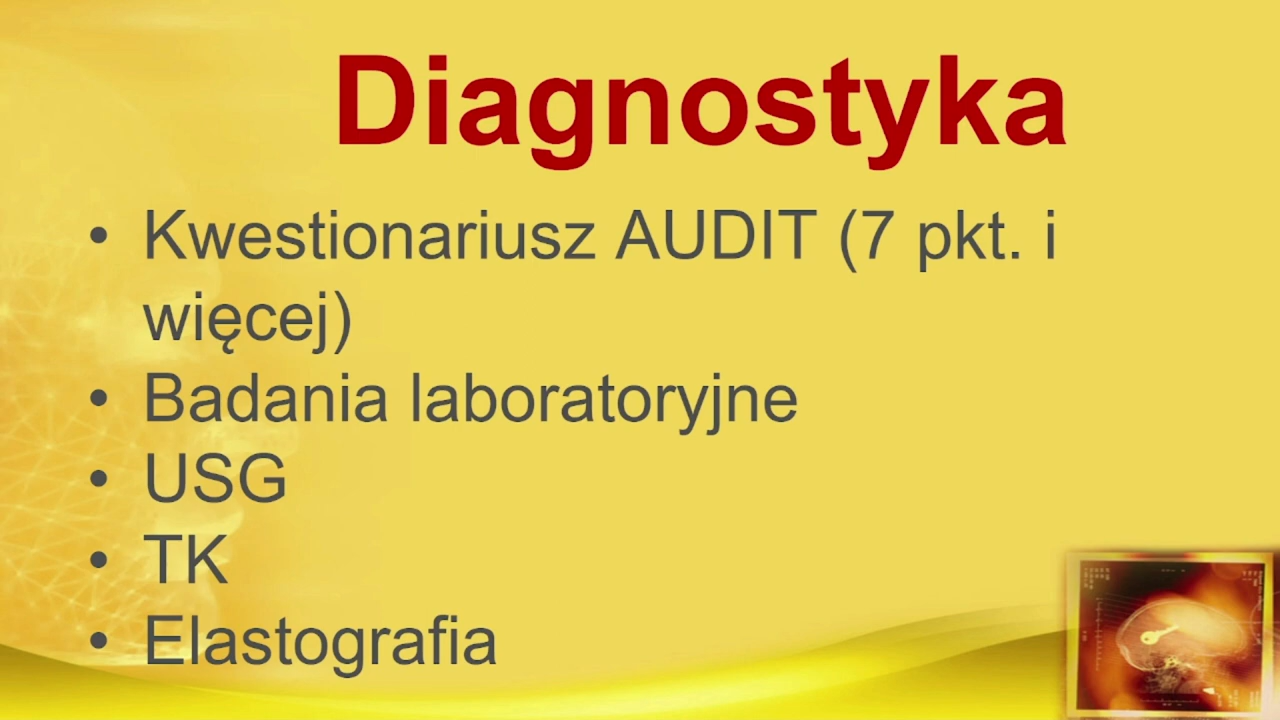 Diagnostyka
• Kwestionariusz AUDIT (7 pkt. i
więcej)
• Badania laboratoryjne
• USG
• TK
• Elastografia